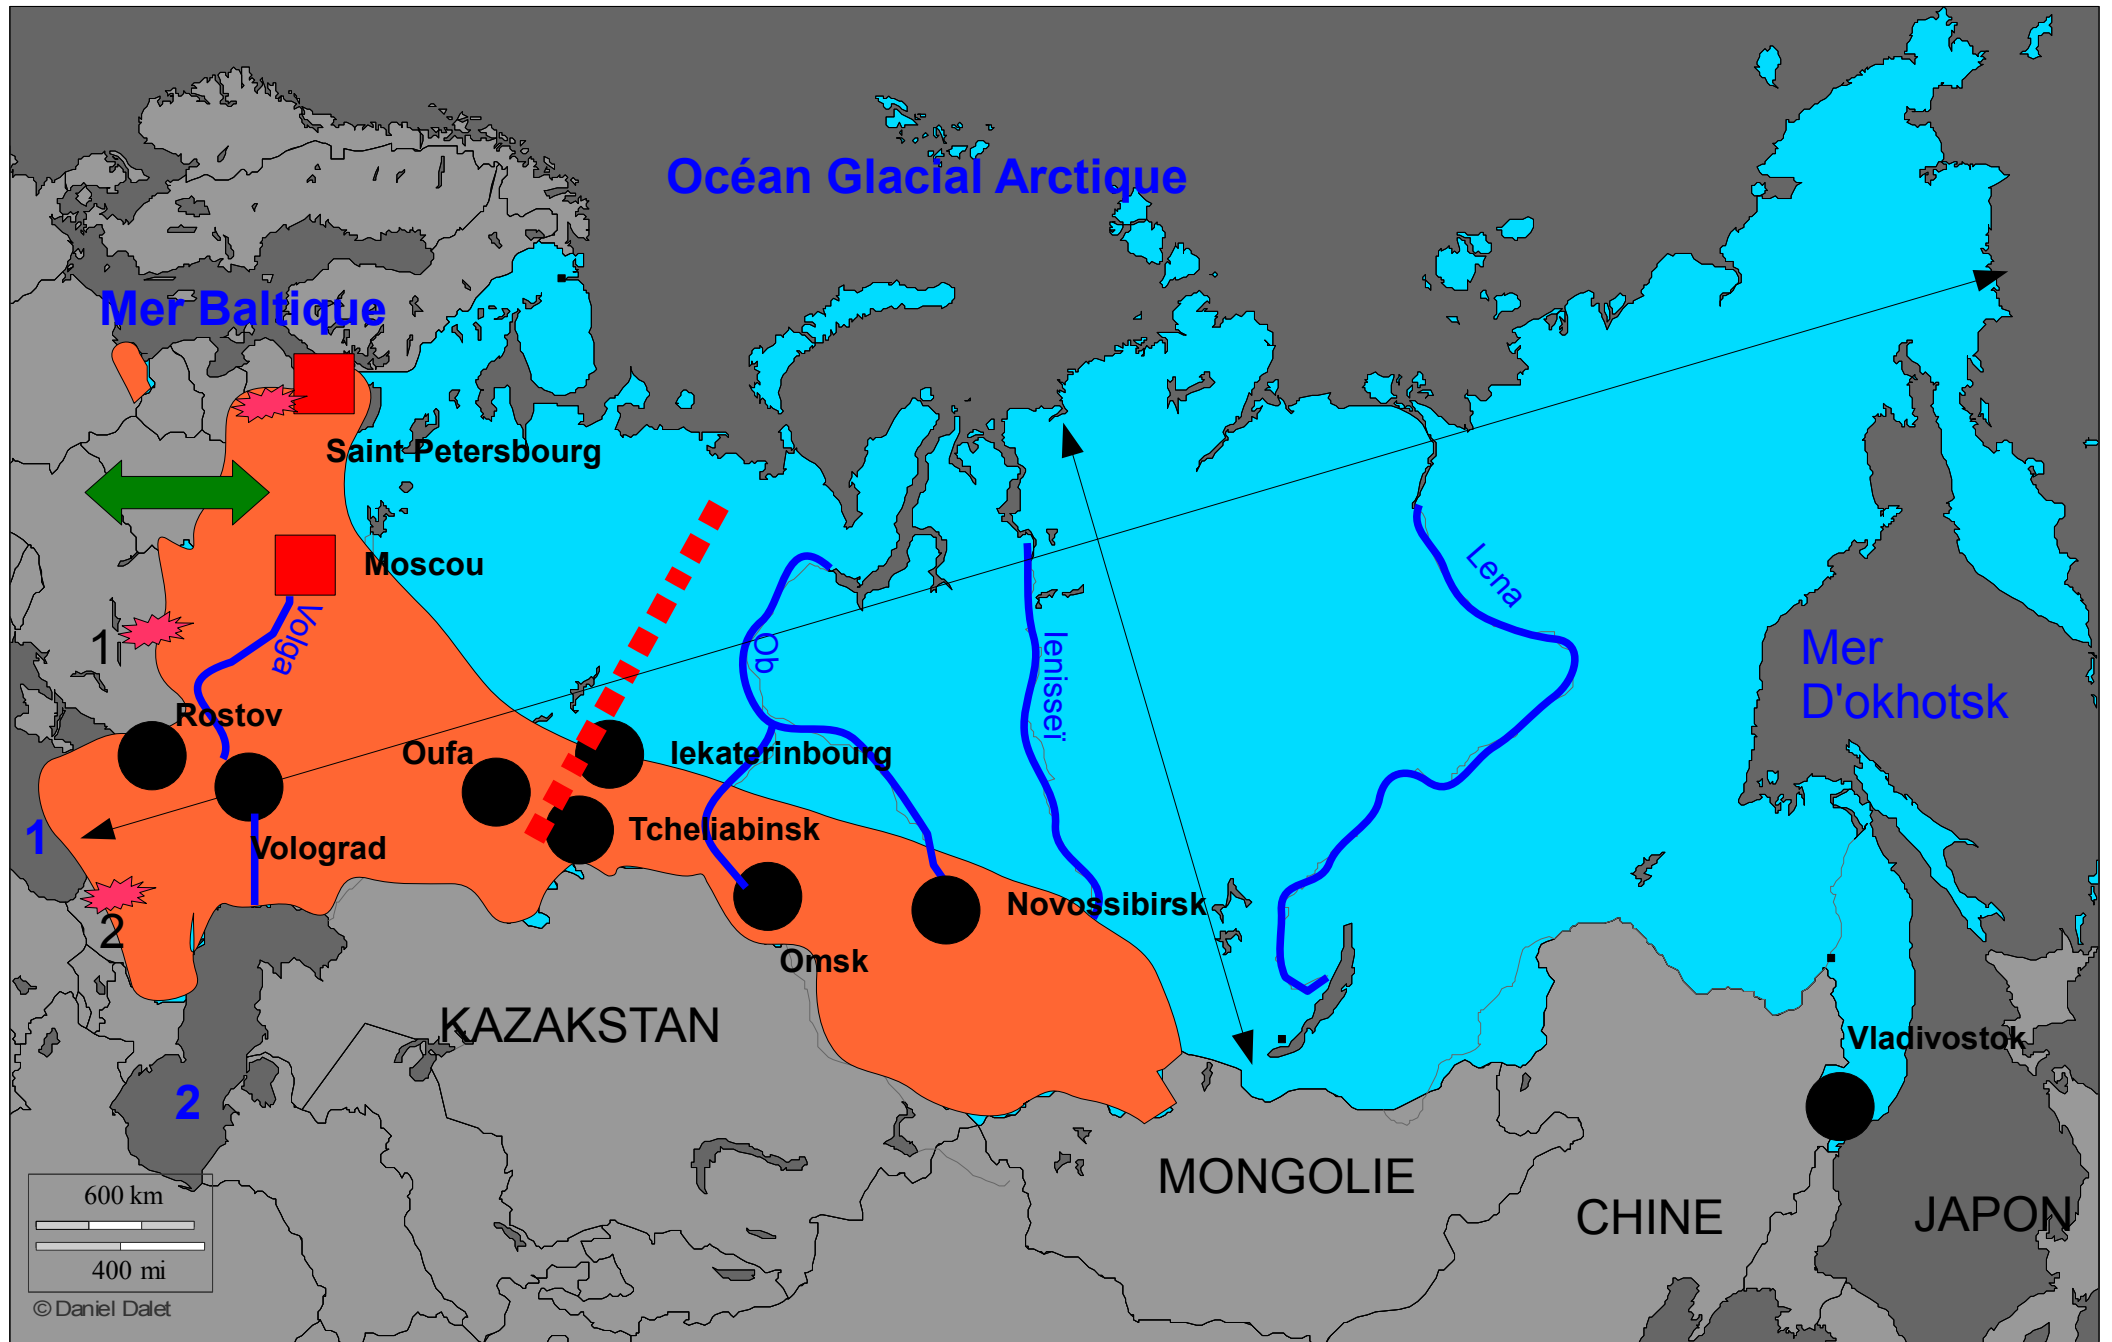 Océan Glacial Arctique
Mer Baltique
Saint Petersbourg
Moscou
Volga
Ob
Ienisseï
Lena
Mer
D'okhotsk
1
Rostov
Oufa
Iekaterinbourg
1
Volograd
Tcheliabinsk
2
Novossibirsk
Omsk
KAZAKSTAN
Vladivostok
2
MONGOLIE
CHINE
JAPON
600 km
400 mi
© Daniel Dalet